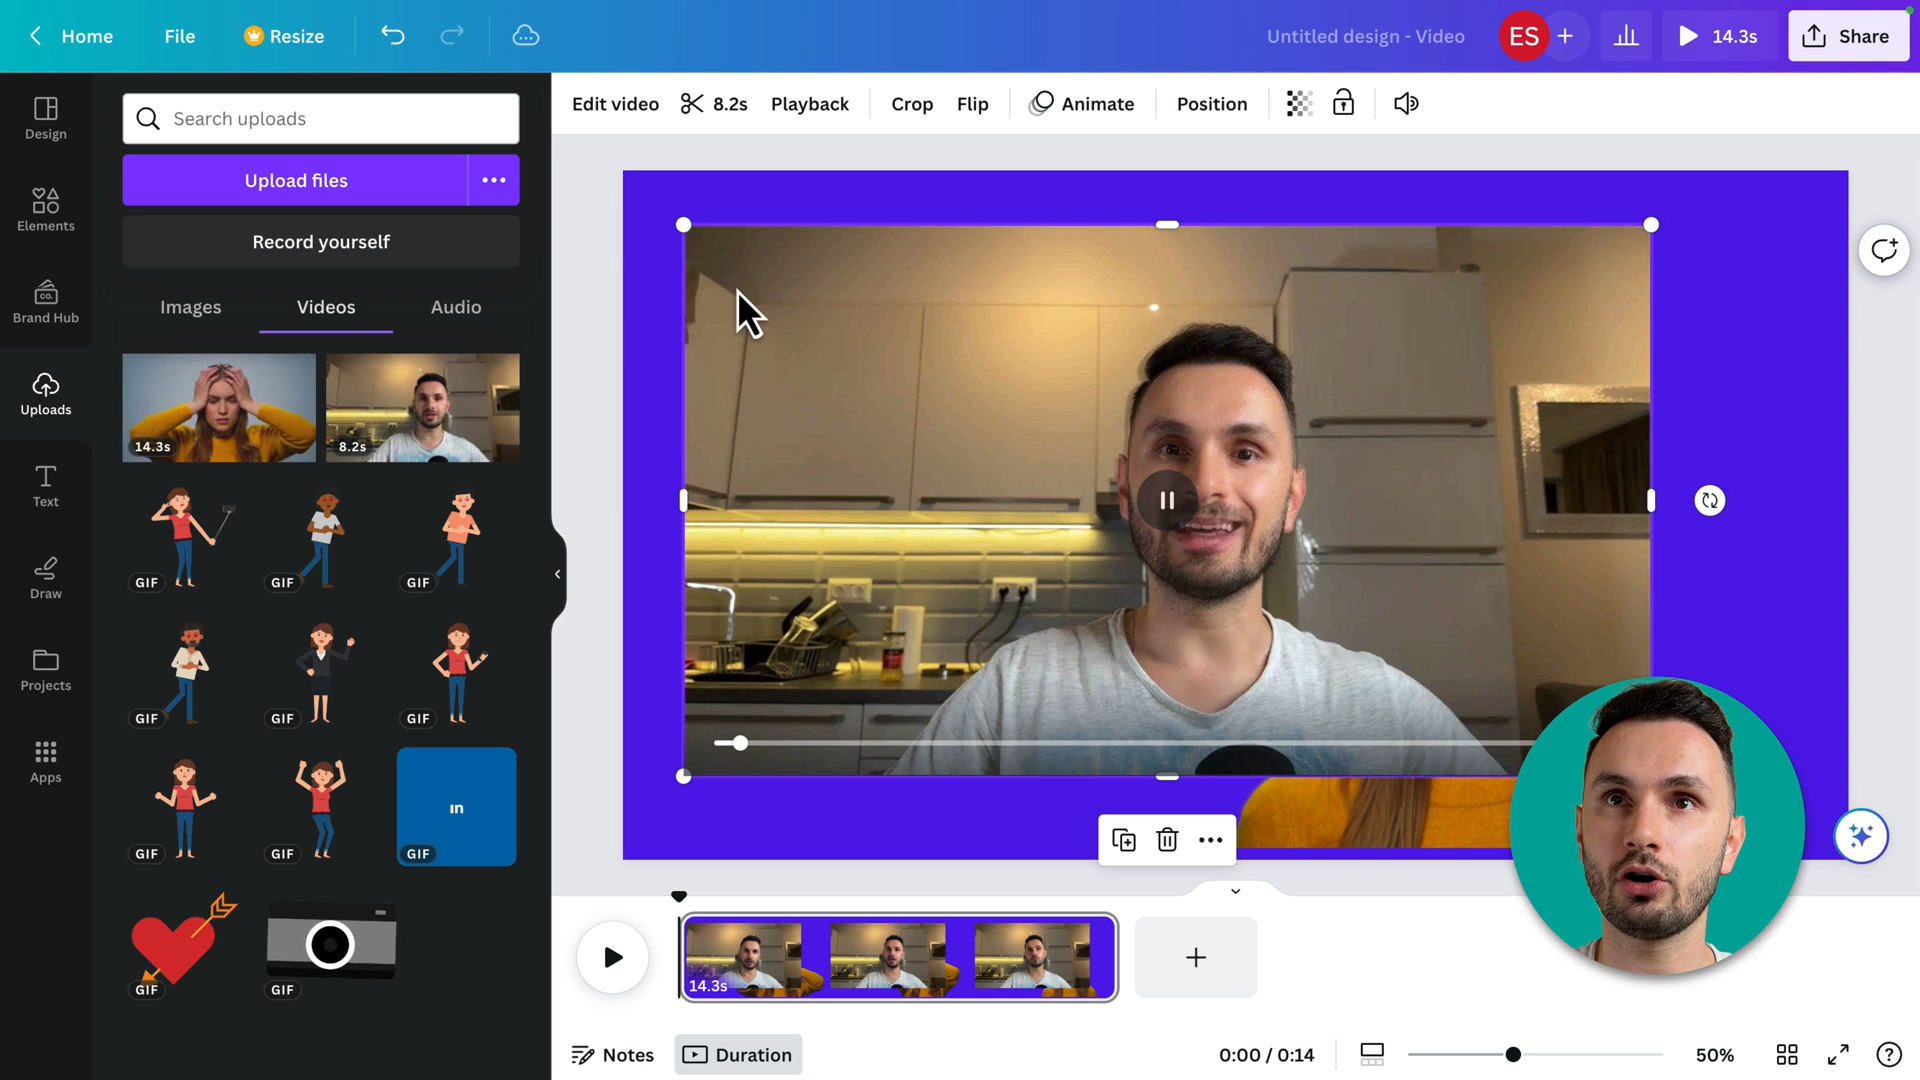 Home
File
Resize
Untitled design - Video
ES
14.3s
Share
Design
Elements
CO.
Brand Hub
Uploads
Text
Draw
Projects
Apps
Search uploads
Upload files
Record yourself
Images
Videos
Audio
14.3s
8.2s
GIF
GIF
GIF
GIF
GIF
GIF
GIF
GIF
in
GIF
GIF
GIF
Edit video
8.2s
Playback
Crop
Flip
Animate
Position
14.3s
Notes
Duration
0:00 / 0:14
50%